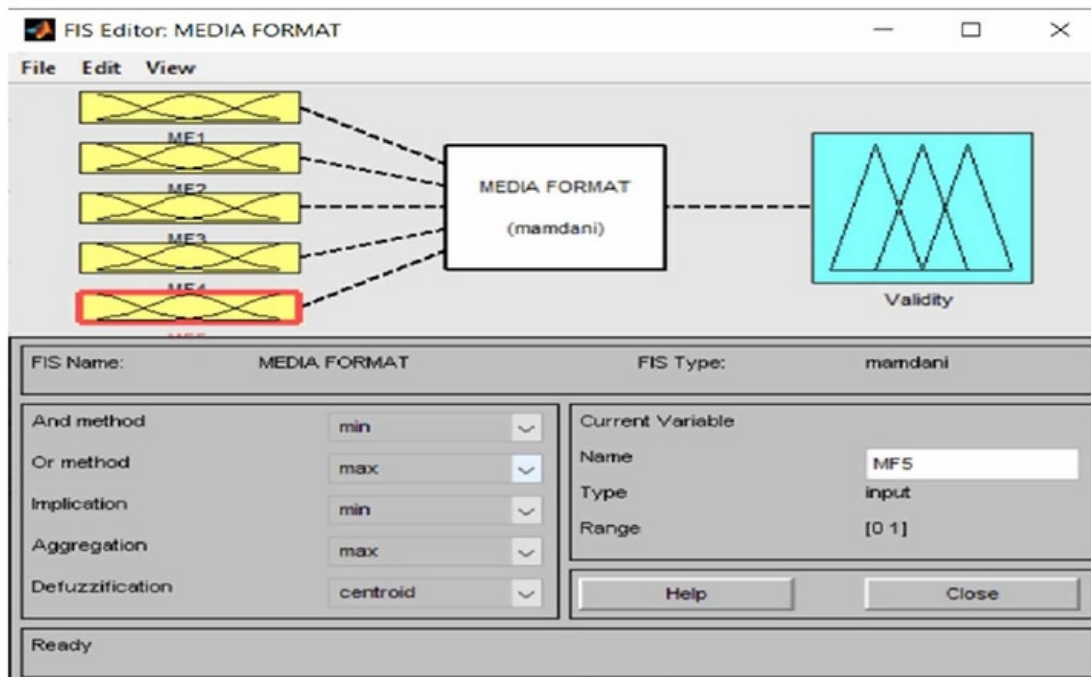 FIS Editor: MEDIA FORMAT
File Edit View
MF1
MF2
MF3
MF4
MF5
MEDIA FORMAT
(mamdani)
Validity
FIS Name: MEDIA FORMAT FIS Type: mamdani
And method min
Or method max
Implication min
Aggregation max
Defuzzification centroid
Current Variable
Name MF5
Type input
Range [0 1]
Help Close
Ready